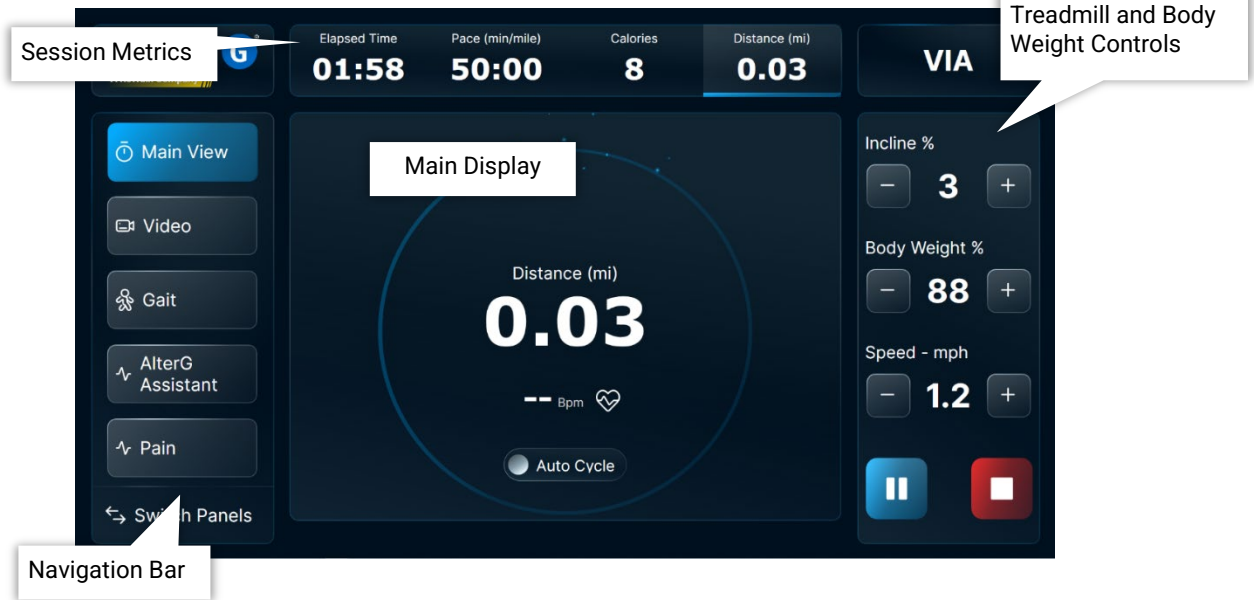 Treadmill and Body
Weight Controls
Session Metrics
G
Elapsed Time
01:58
Pace (min/mile)
50:00
Calories
8
Distance (mi)
0.03
VIA
Main View
Video
Gait
AlterG
Assistant
Pain
Switch Panels
Navigation Bar
Main Display
Distance (mi)
0.03
-- Bpm
Auto Cycle
Incline %
- 3 +
Body Weight %
- 88 +
Speed - mph
- 1.2 +